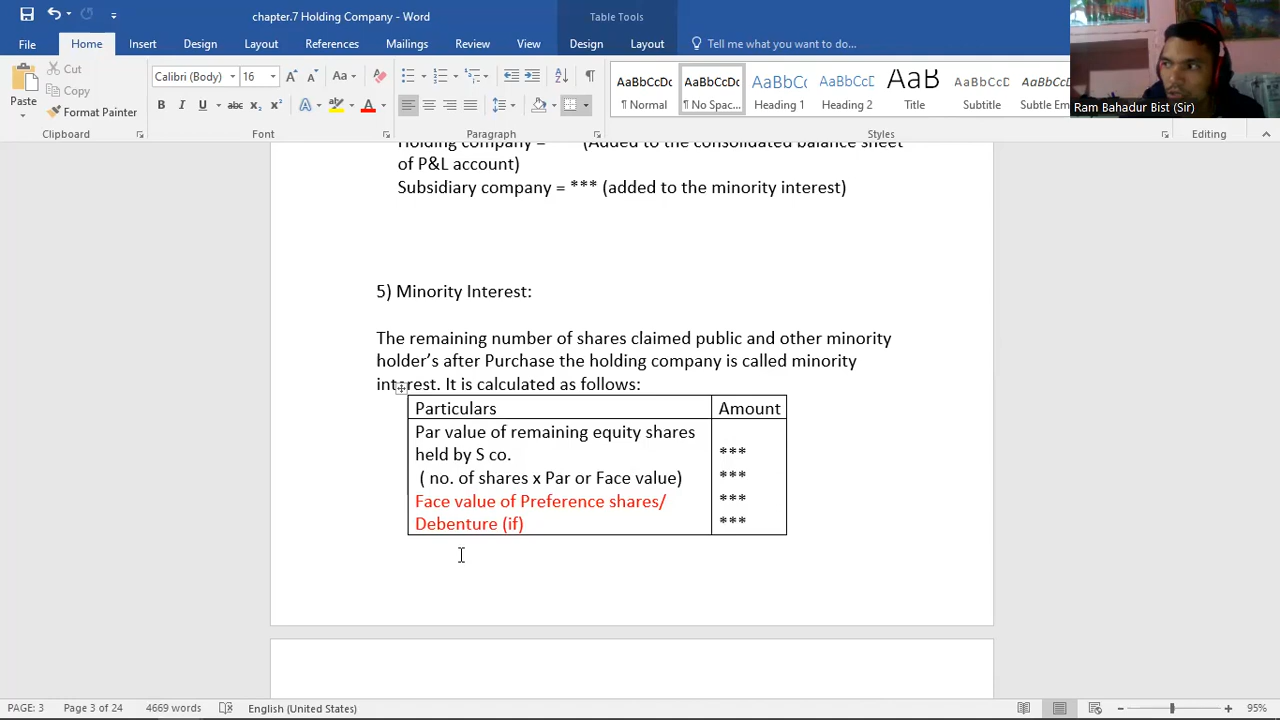 chapter.7 Holding Company - Word
Table Tools
File Home Insert Design Layout References Mailings Review View Design Layout Tell me what you want to do...
Ram Bahadur Bist (Sir)
Paste
Cut
Copy
Format Painter
Clipboard
Calibri (Body) 16 Aa
B I U abc X₂ X² A A
Font
Paragraph
AaBbCcDc AaBbCcDc AaBbCc AaBbCcD AaB AaBbCcD AaBbCcDc
¶ Normal ¶ No Spac... Heading 1 Heading 2 Title Subtitle Subtle Em...
Styles
Editing
Holding company = (Added to the consolidated balance sheet
of P&L account)
Subsidiary company = *** (added to the minority interest)
5) Minority Interest:
The remaining number of shares claimed public and other minority
holder's after Purchase the holding company is called minority
interest. It is calculated as follows:
Particulars Amount
Par value of remaining equity shares
held by S co. ***
( no. of shares x Par or Face value) ***
Face value of Preference shares/ ***
Debenture (if) ***
PAGE: 3 Page 3 of 24 4669 words English (United States) 95%